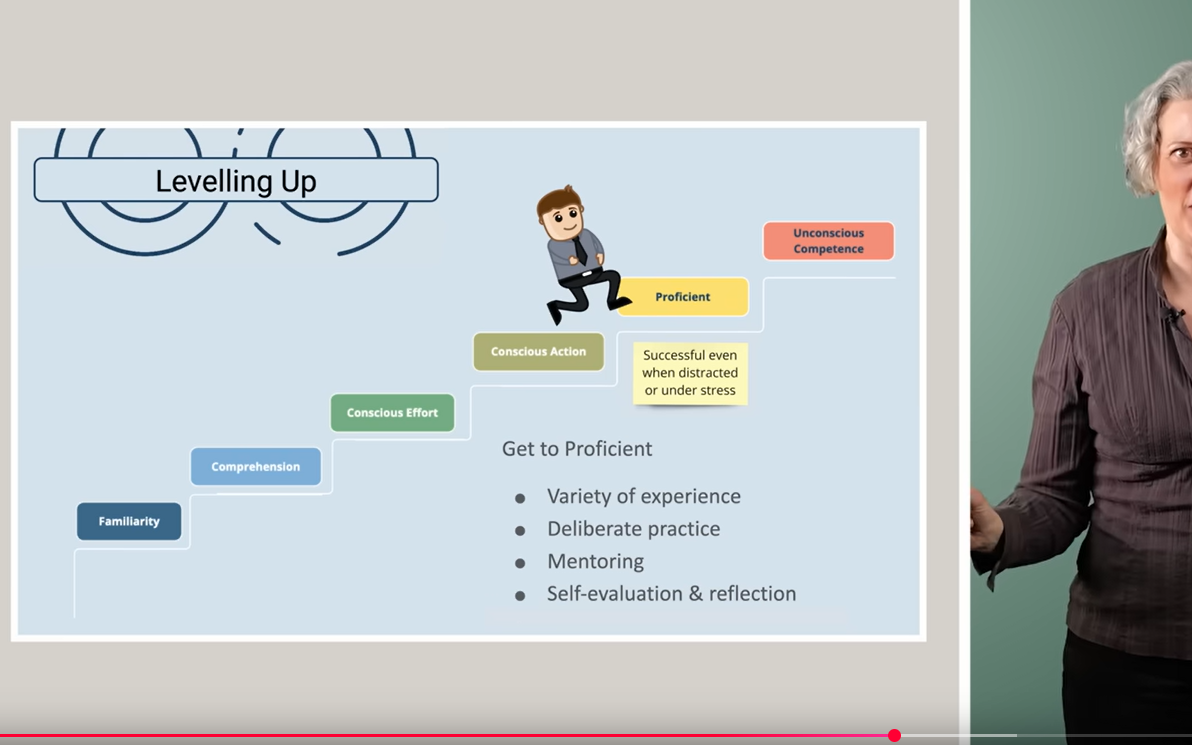 Levelling Up
Unconscious
Competence
Proficient
Conscious Action
Successful even
when distracted
or under stress
Conscious Effort
Comprehension
Familiarity
Get to Proficient
● Variety of experience
● Deliberate practice
● Mentoring
● Self-evaluation & reflection